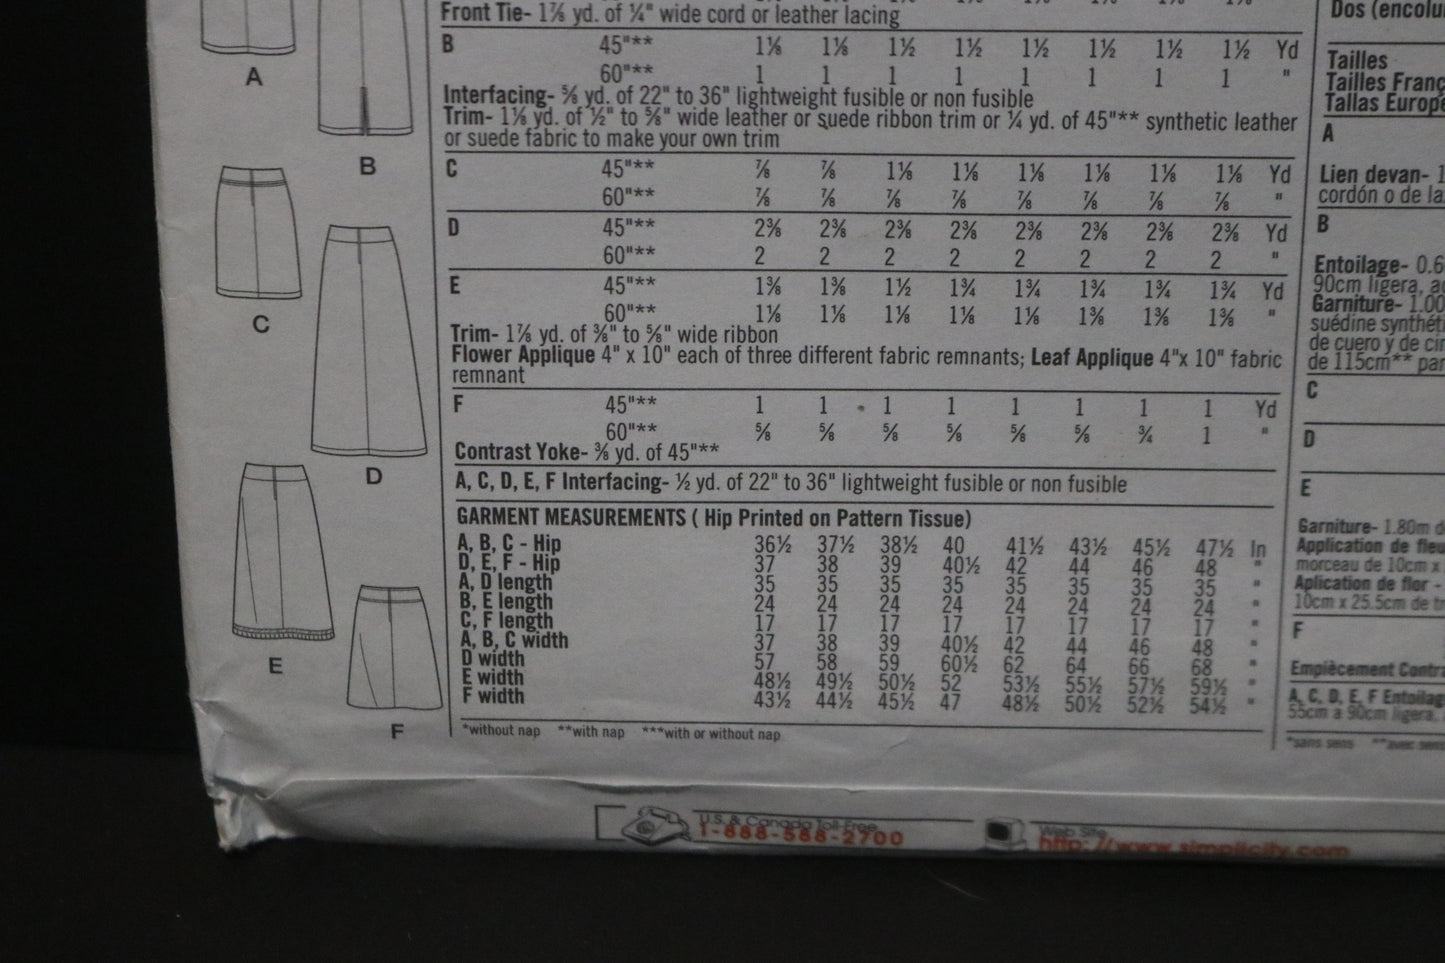 A
B
C
D
E
F
Front Tie- 1⅞ yd. of ¼" wide cord or leather lacing
B 45"** 1⅛ 1⅛ 1½ 1½ 1½ 1½ 1½ 1½ Yd
60"** 1 1 1 1 1 1 1 1 "
Interfacing- ⅝ yd. of 22" to 36" lightweight fusible or non fusible
Trim- 1⅛ yd. of ½" to ⅝" wide leather or suede ribbon trim or ¼ yd. of 45"** synthetic leather
or suede fabric to make your own trim
C 45"** ⅞ ⅞ 1⅛ 1⅛ 1⅛ 1⅛ 1⅛ 1⅛ Yd
60"** ⅞ ⅞ ⅞ ⅞ ⅞ ⅞ ⅞ ⅞ "
D 45"** 2⅜ 2⅜ 2⅜ 2⅜ 2⅜ 2⅜ 2⅜ 2⅜ Yd
60"** 2 2 2 2 2 2 2 2 "
E 45"** 1⅜ 1⅜ 1½ 1¾ 1¾ 1¾ 1¾ 1¾ Yd
60"** 1⅛ 1⅛ 1⅛ 1⅛ 1⅛ 1⅜ 1⅜ 1⅜ "
Trim- 1⅞ yd. of ⅜" to ⅝" wide ribbon
Flower Applique 4" x 10" each of three different fabric remnants; Leaf Applique 4"x 10" fabric
remnant
F 45"** 1 1 1 1 1 1 1 1 Yd
60"** ⅝ ⅝ ⅝ ⅝ ⅝ ⅝ ¾ 1 "
Contrast Yoke- ⅜ yd. of 45"**
A, C, D, E, F Interfacing- ½ yd. of 22" to 36" lightweight fusible or non fusible
GARMENT MEASUREMENTS ( Hip Printed on Pattern Tissue)
A, B, C - Hip 36½ 37½ 38½ 40 41½ 43½ 45½ 47½ In
D, E, F - Hip 37 38 39 40½ 42 44 46 48 "
A, D length 35 35 35 35 35 35 35 35 "
B, E length 24 24 24 24 24 24 24 24 "
C, F length 17 17 17 17 17 17 17 17 "
A, B, C width 37 38 39 40½ 42 44 46 48 "
D width 57 58 59 60½ 62 64 66 68 "
E width 48½ 49½ 50½ 52 53½ 55½ 57½ 59½ "
F width 43½ 44½ 45½ 47 48½ 50½ 52½ 54½ "
*without nap **with nap ***with or without nap
Dos (encolu
Tailles
Tailles Franç
Tallas Europe
A
Lien devan- 1
cordón o de la
B
Entoilage- 0.6
90cm ligera, a
Garniture- 1.00
suédine synthét
de cuero y de cin
de 115cm** par
C
D
E
Garniture- 1.80m d
Application de fleu
morceau de 10cm x
Aplication de flor -
10cm x 25.5cm de tr
F
Empiècement Contra
A, C, D, E, F Entoilag
55cm a 90cm ligera,
*sans sens **avec sens
U.S. & Canada Toll-Free
1-888-588-2700
Web Site
http://www.simplicity.com